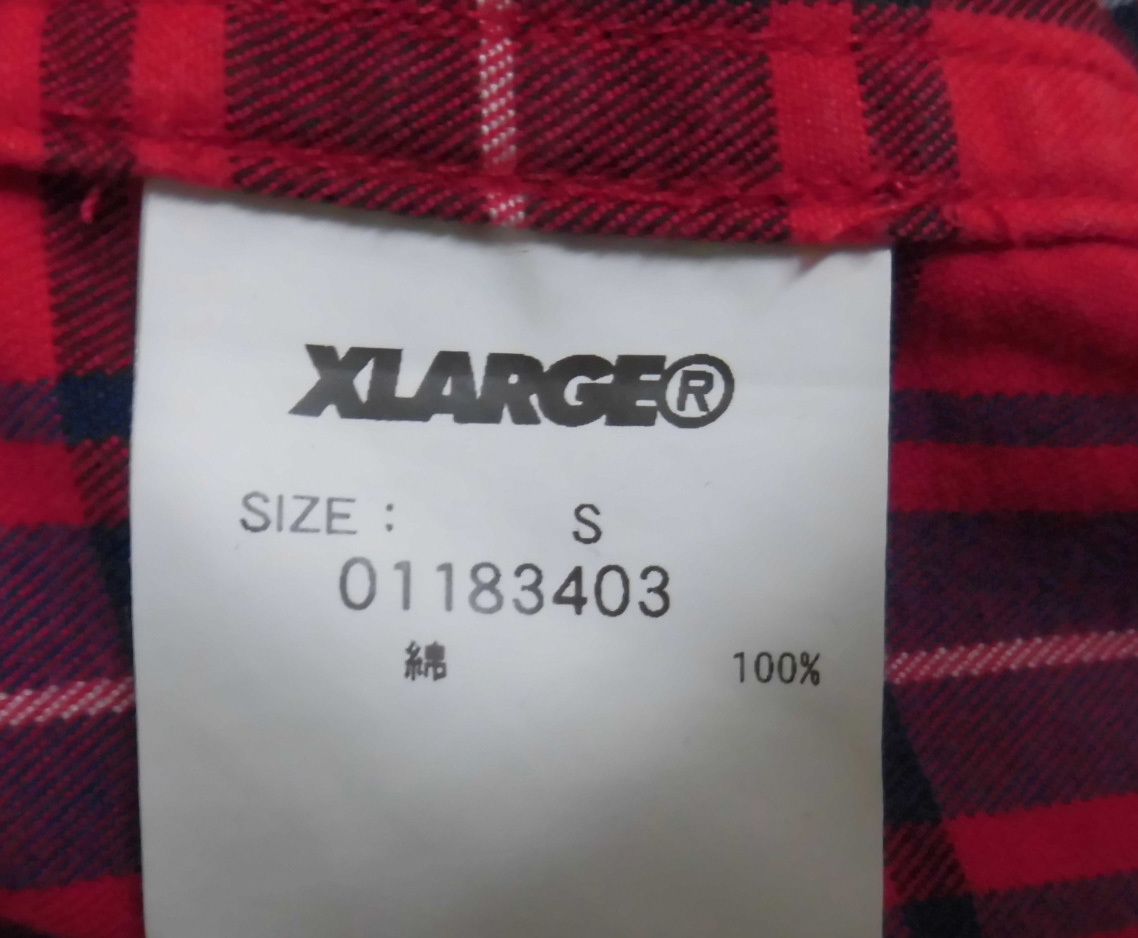 XLARGE®
SIZE : S
01183403
綿 100%